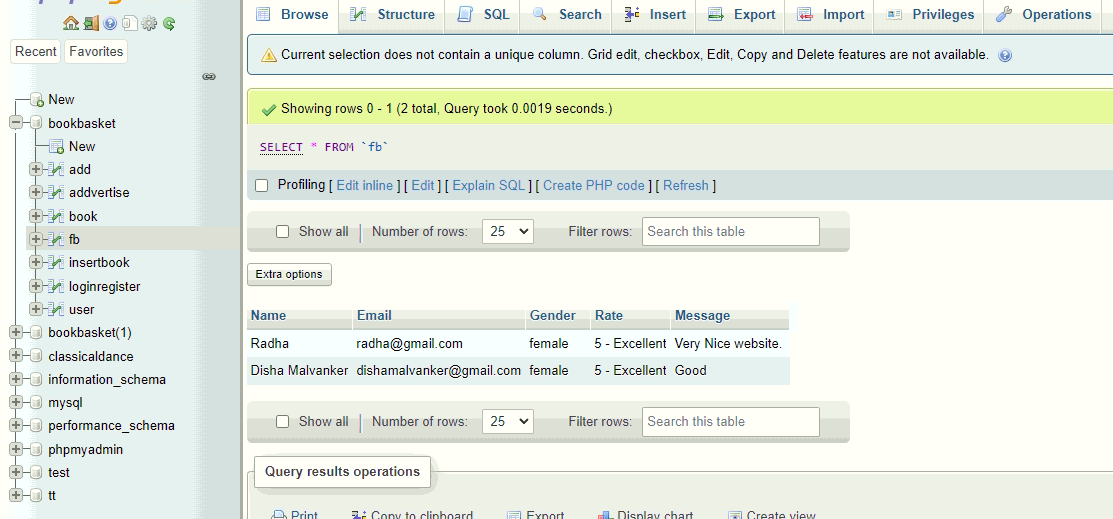 Browse Structure SQL Search Insert Export Import Privileges Operations
Recent Favorites
Current selection does not contain a unique column. Grid edit, checkbox, Edit, Copy and Delete features are not available.
New
bookbasket
New
add
addvertise
book
fb
insertbook
loginregister
user
bookbasket(1)
classicaldance
information_schema
mysql
performance_schema
phpmyadmin
test
tt
Showing rows 0 - 1 (2 total, Query took 0.0019 seconds.)
SELECT * FROM `fb`
Profiling [ Edit inline ] [ Edit ] [ Explain SQL ] [ Create PHP code ] [ Refresh ]
Show all | Number of rows: 25 Filter rows: Search this table
Extra options
Name Email Gender Rate Message
Radha radha@gmail.com female 5 - Excellent Very Nice website.
Disha Malvanker dishamalvanker@gmail.com female 5 - Excellent Good
Show all | Number of rows: 25 Filter rows: Search this table
Query results operations
Print Copy to clipboard Export Display chart Create view